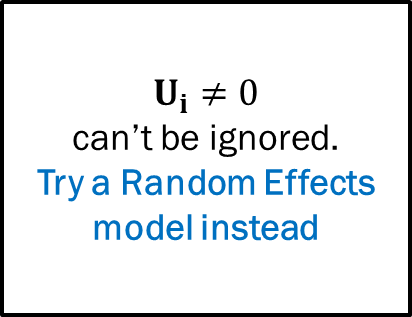 Uᵢ ≠ 0
can’t be ignored.
Try a Random Effects
model instead